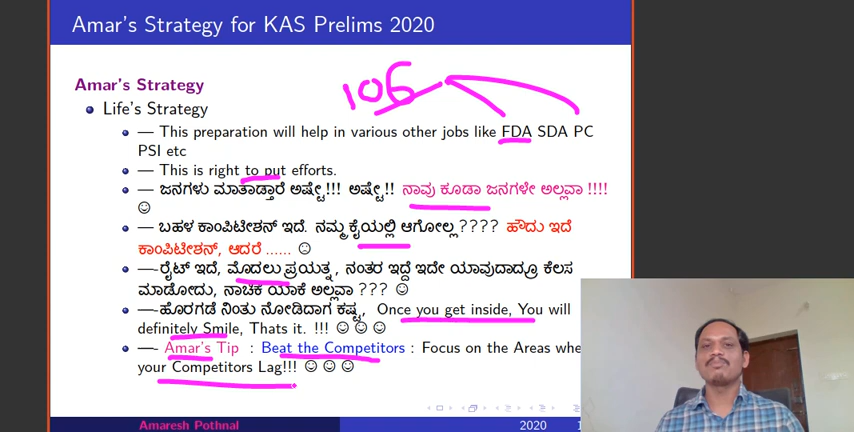 Amar's Strategy for KAS Prelims 2020
106
Amar's Strategy
Life's Strategy
— This preparation will help in various other jobs like FDA SDA PC
PSI etc
— This is right to put efforts.
— ಜನಗಳು ಮಾತಾಡ್ತಾರೆ ಅಷ್ಟೇ!!! ಅಷ್ಟೇ!! ನಾವು ಕೂಡಾ ಜನಗಳೇ ಅಲ್ಲವಾ !!!!
☺
— ಬಹಳ ಕಾಂಪಿಟೇಶನ್ ಇದೆ. ನಮ್ಮ ಕೈಯಲ್ಲಿ ಆಗೋಲ್ಲ???? ಹೌದು ಇದೆ
ಕಾಂಪಿಟೇಶನ್, ಆದರೆ ...... ☹
—-ರೈಟ್ ಇದೆ, ಮೊದಲು ಪ್ರಯತ್ನ, ನಂತರ ಇದ್ದೆ ಇದೇ ಯಾವುದಾದ್ರೂ ಕೆಲಸ
ಮಾಡೋದು, ನಾಚಿಕೆ ಯಾಕೆ ಅಲ್ಲವಾ ??? ☺
—-ಹೊರಗಡೆ ನಿಂತು ನೋಡಿದಾಗ ಕಷ್ಟ, Once you get inside, You will
definitely Smile, Thats it. !!! ☺☺☺
—- Amar's Tip : Beat the Competitors : Focus on the Areas
your Competitors Lag!!! ☺☺☺
Amaresh Pothnal 2020